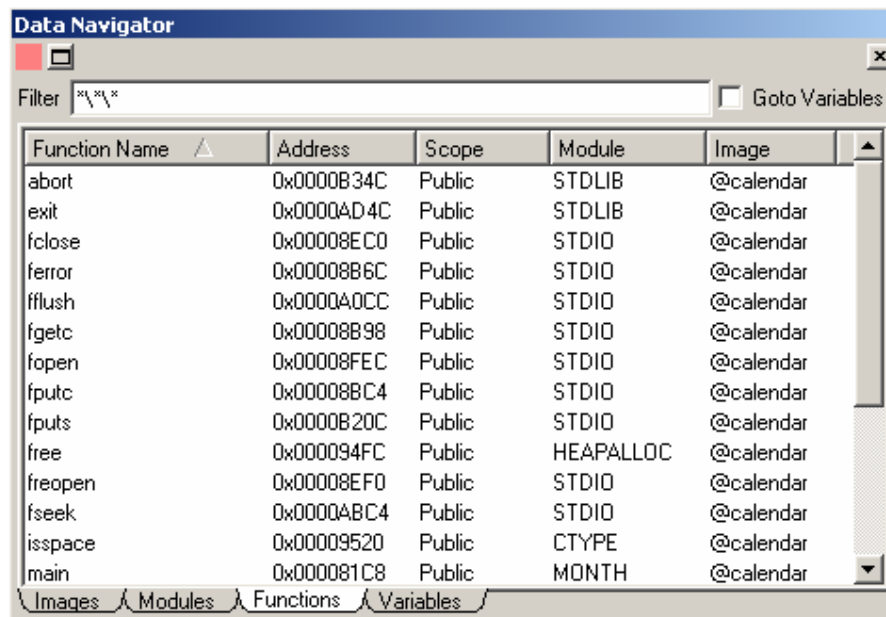 Data Navigator
Filter *\*\* Goto Variables
Function Name Address Scope Module Image
abort 0x0000B34C Public STDLIB @calendar
exit 0x0000AD4C Public STDLIB @calendar
fclose 0x00008EC0 Public STDIO @calendar
ferror 0x00008B6C Public STDIO @calendar
fflush 0x0000A0CC Public STDIO @calendar
fgetc 0x00008B98 Public STDIO @calendar
fopen 0x00008FEC Public STDIO @calendar
fputc 0x00008BC4 Public STDIO @calendar
fputs 0x0000B20C Public STDIO @calendar
free 0x000094FC Public HEAPALLOC @calendar
freopen 0x00008EF0 Public STDIO @calendar
fseek 0x0000ABC4 Public STDIO @calendar
isspace 0x00009520 Public CTYPE @calendar
main 0x000081C8 Public MONTH @calendar
Images Modules Functions Variables